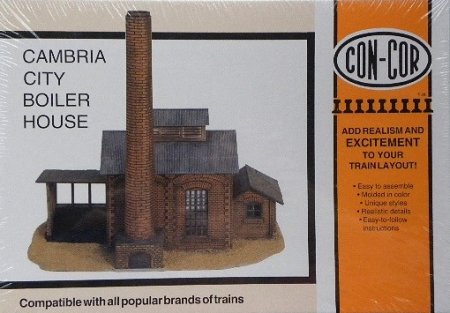 CAMBRIA
CITY
BOILER
HOUSE
Compatible with all popular brands of trains
CON-COR
ADD REALISM AND
EXCITEMENT
TO YOUR
TRAIN LAYOUT!
• Easy to assemble
• Molded in color
• Unique styles
• Realistic details
• Easy-to-follow
instructions